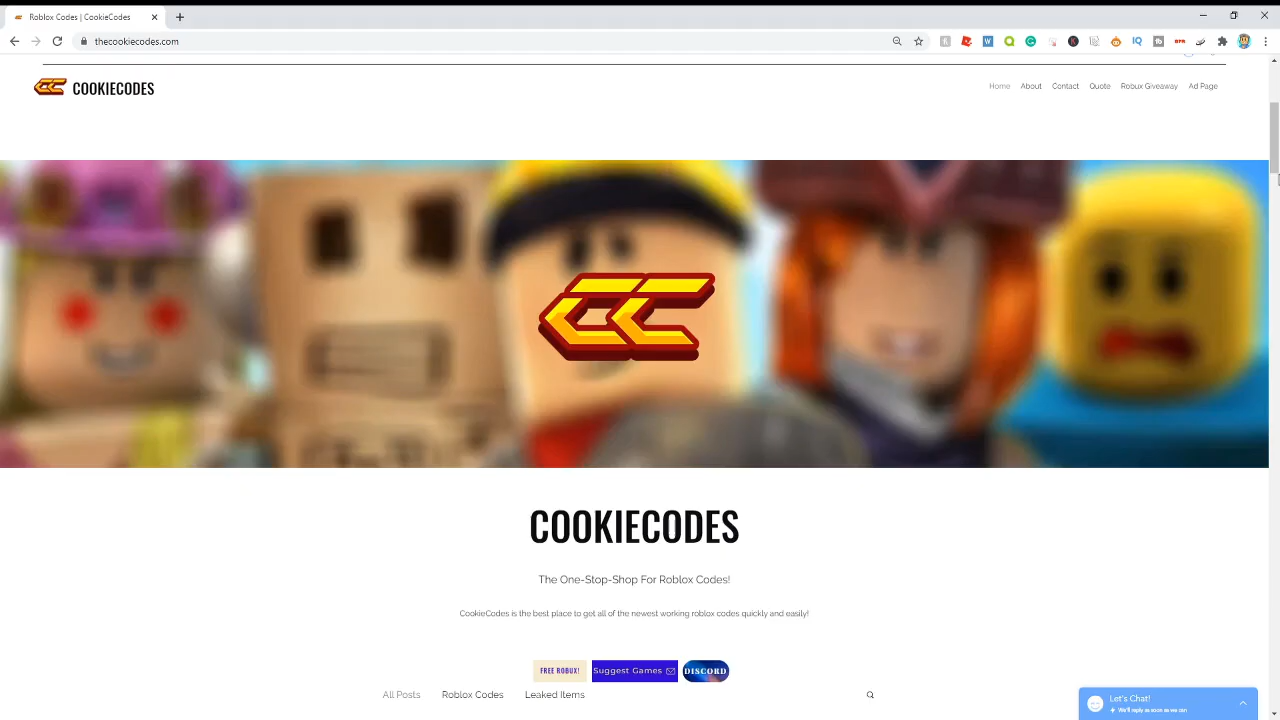 Roblox Codes | CookieCodes
thecookiecodes.com
COOKIECODES
Home About Contact Quote Robux Giveaway Ad Page
COOKIECODES
The One-Stop-Shop For Roblox Codes!
CookieCodes is the best place to get all of the newest working roblox codes quickly and easily!
FREE ROBUX! Suggest Games DISCORD
All Posts Roblox Codes Leaked Items
Let's Chat!
We'll reply as soon as we can